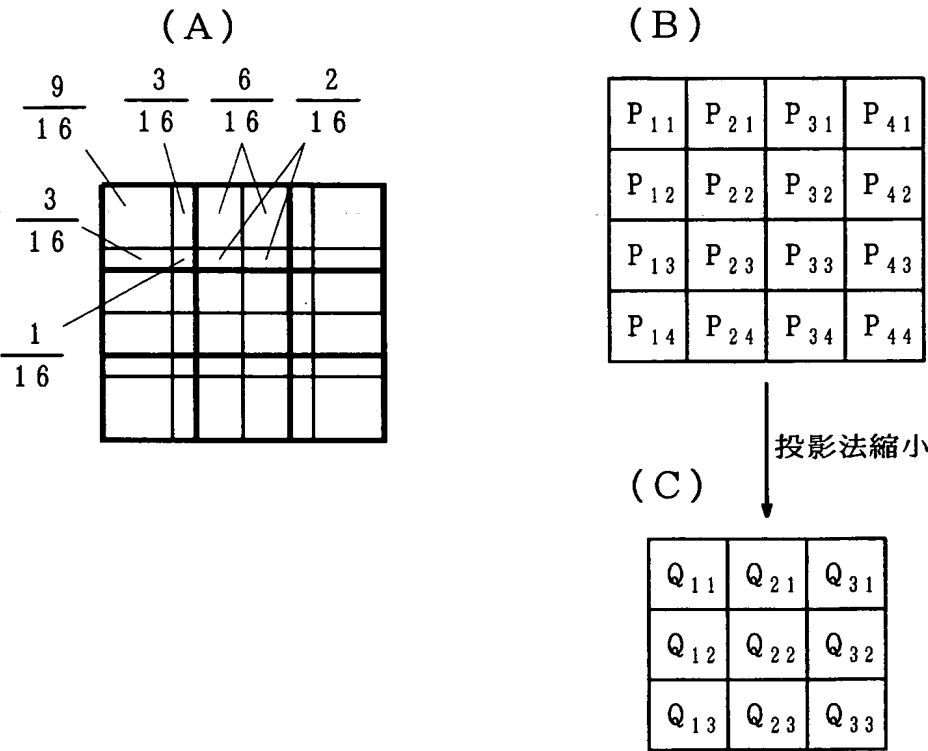 (A)
9/16 3/16 6/16 2/16
3/16
1/16
(B)
P11 P21 P31 P41
P12 P22 P32 P42
P13 P23 P33 P43
P14 P24 P34 P44
投影法縮小
(C)
Q11 Q21 Q31
Q12 Q22 Q32
Q13 Q23 Q33